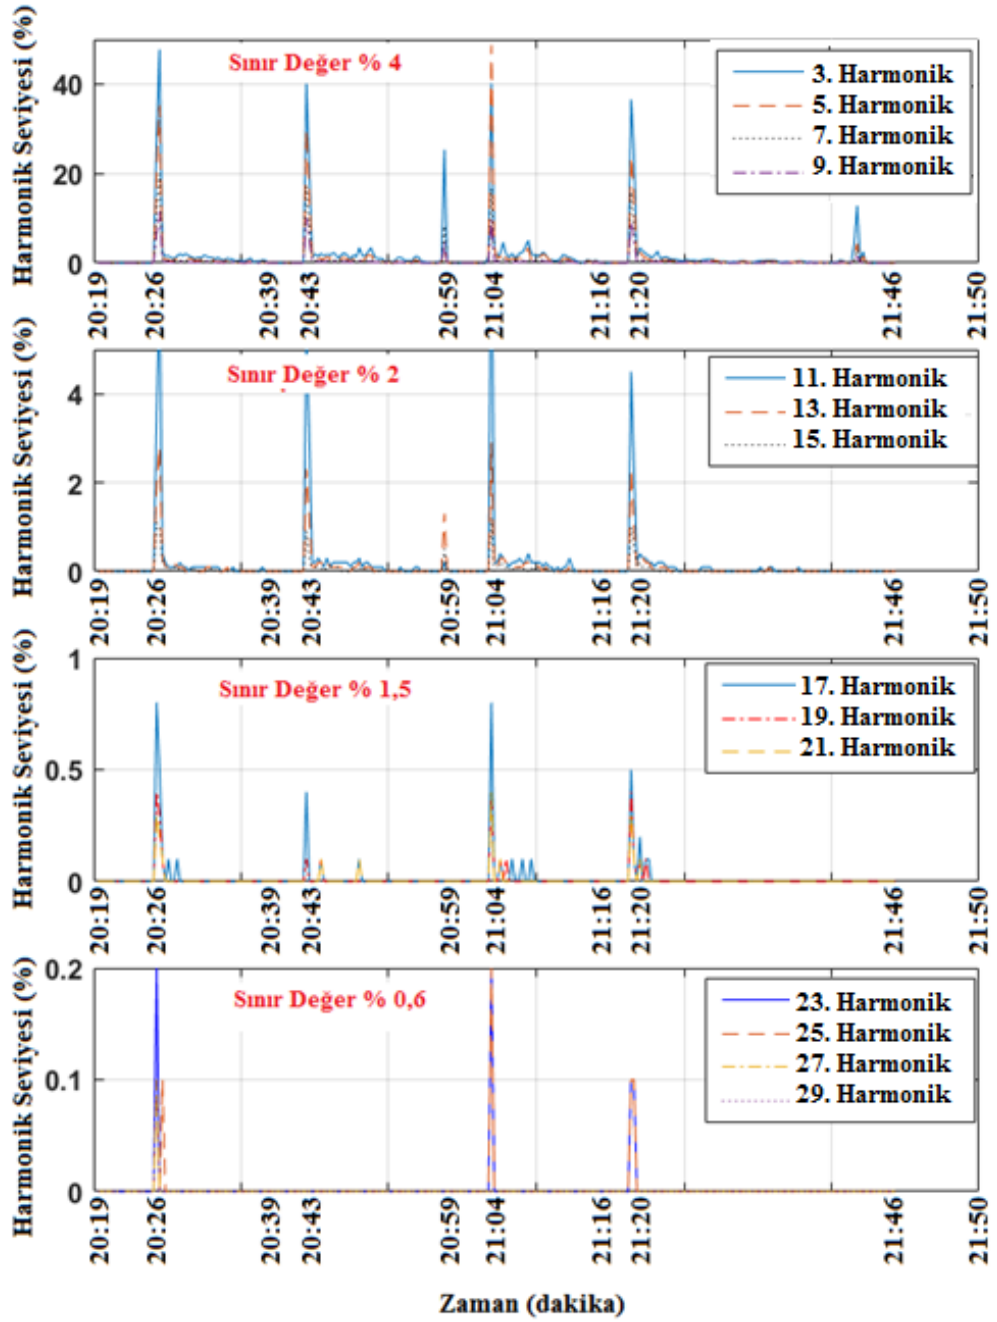 Harmonik Seviyesi (%)
Sınır Değer % 4
40
20
0
3. Harmonik
5. Harmonik
7. Harmonik
9. Harmonik
20:19 20:26 20:39 20:43 20:59 21:04 21:16 21:20 21:46 21:50
Harmonik Seviyesi (%)
Sınır Değer % 2
4
2
0
11. Harmonik
13. Harmonik
15. Harmonik
20:19 20:26 20:39 20:43 20:59 21:04 21:16 21:20 21:46 21:50
Harmonik Seviyesi (%)
Sınır Değer % 1,5
1
0.5
0
17. Harmonik
19. Harmonik
21. Harmonik
20:19 20:26 20:39 20:43 20:59 21:04 21:16 21:20 21:46 21:50
Harmonik Seviyesi (%)
Sınır Değer % 0,6
0.2
0.1
0
23. Harmonik
25. Harmonik
27. Harmonik
29. Harmonik
20:19 20:26 20:39 20:43 20:59 21:04 21:16 21:20 21:46 21:50
Zaman (dakika)